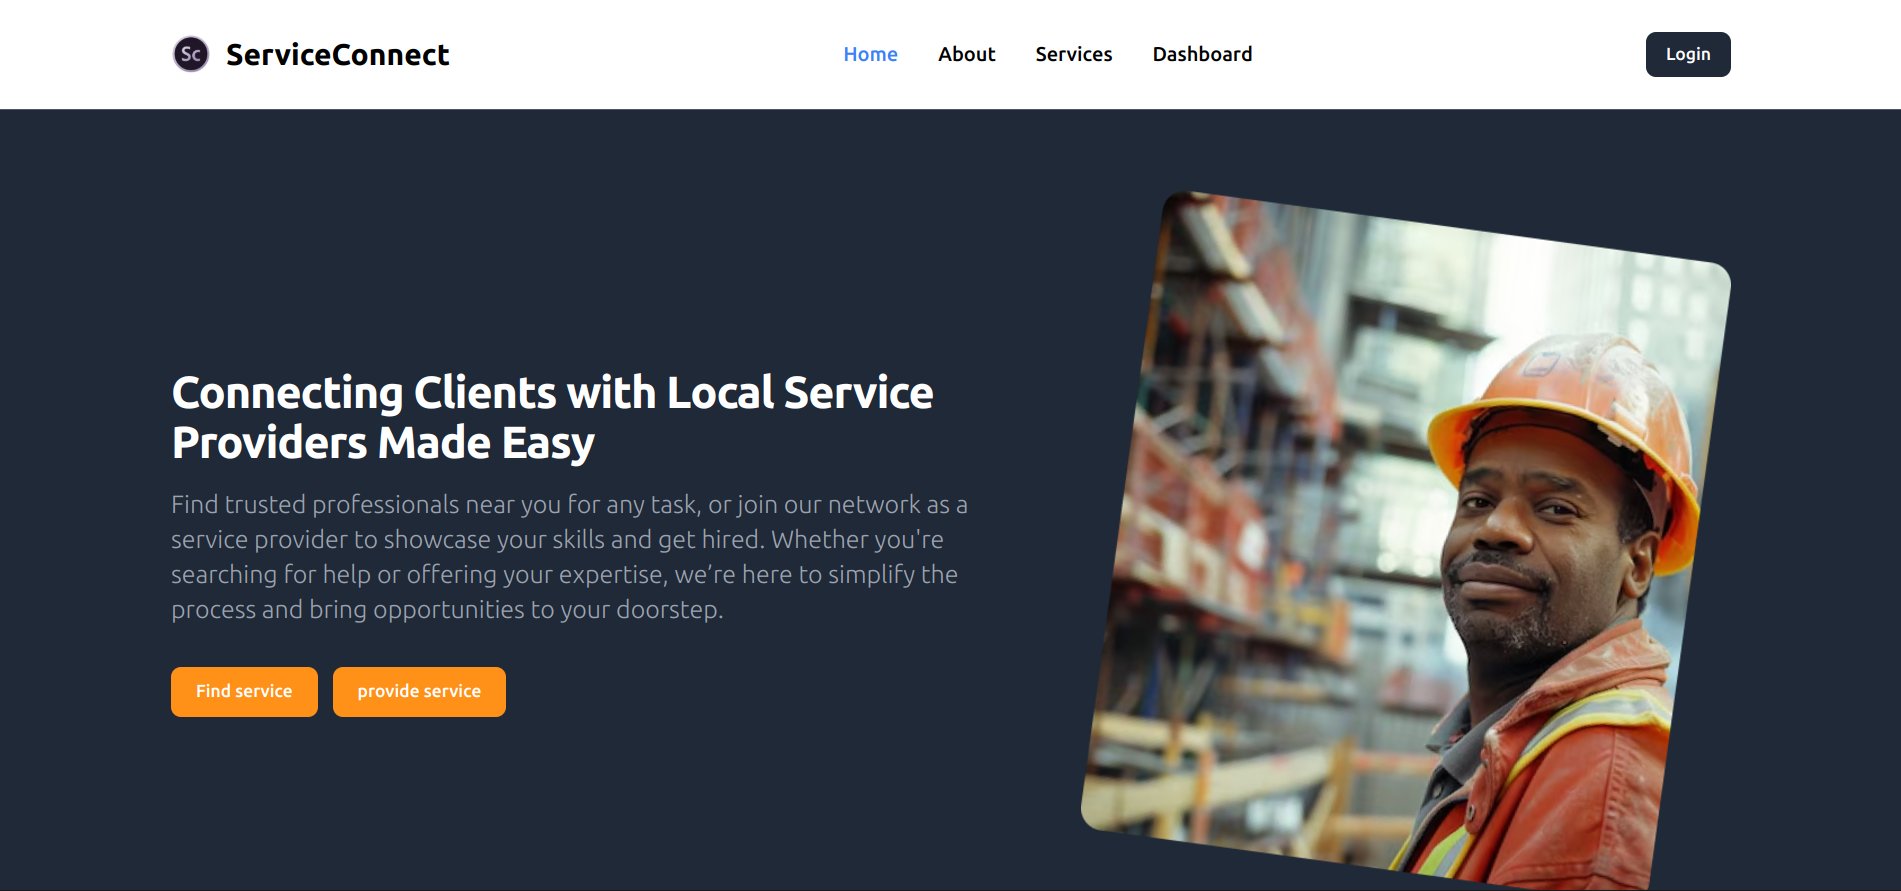 Sc ServiceConnect
Home About Services Dashboard
Login
Connecting Clients with Local Service
Providers Made Easy
Find trusted professionals near you for any task, or join our network as a
service provider to showcase your skills and get hired. Whether you're
searching for help or offering your expertise, we’re here to simplify the
process and bring opportunities to your doorstep.
Find service
provide service